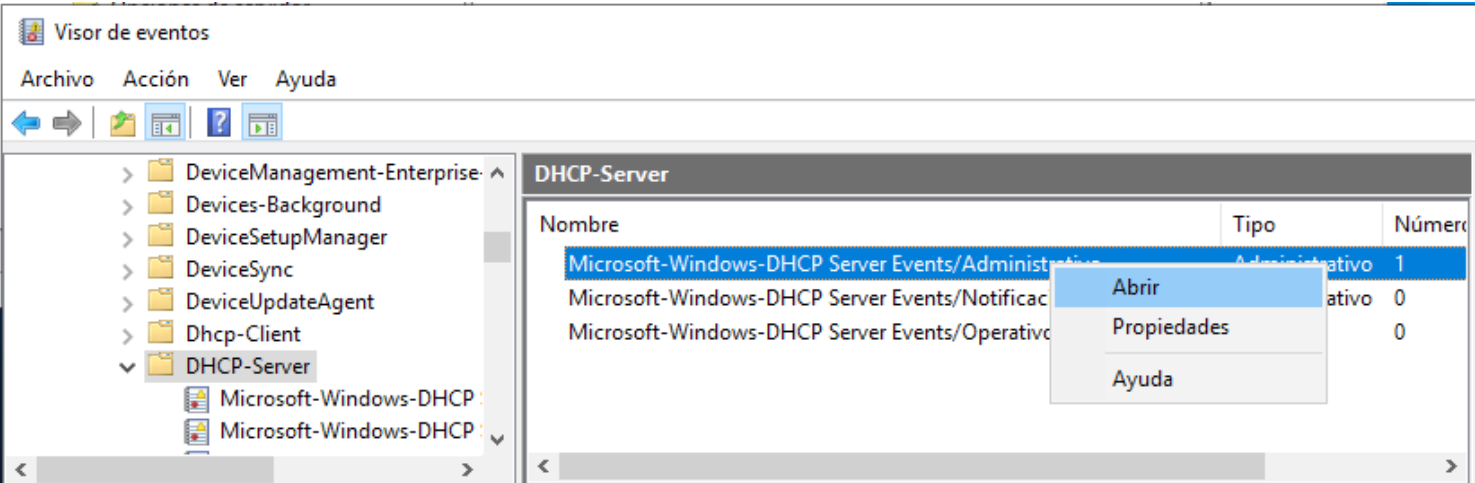 Visor de eventos
Archivo Acción Ver Ayuda
DeviceManagement-Enterprise-
Devices-Background
DeviceSetupManager
DeviceSync
DeviceUpdateAgent
Dhcp-Client
DHCP-Server
Microsoft-Windows-DHCP
Microsoft-Windows-DHCP
DHCP-Server
Nombre Tipo Número
Microsoft-Windows-DHCP Server Events/Administrativo Administrativo 1
Microsoft-Windows-DHCP Server Events/Notificac ativo 0
Microsoft-Windows-DHCP Server Events/Operativo 0
Abrir
Propiedades
Ayuda